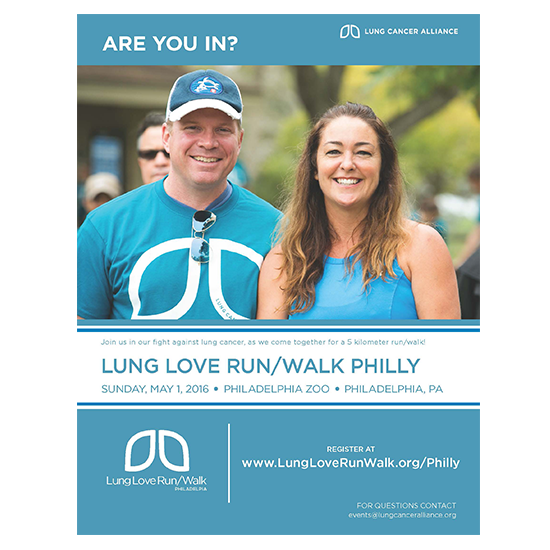 ARE YOU IN?
LUNG CANCER ALLIANCE
LUNG CA
Join us in our fight against lung cancer, as we come together for a 5 kilometer run/walk!
LUNG LOVE RUN/WALK PHILLY
SUNDAY, MAY 1, 2016 • PHILADELPHIA ZOO • PHILADELPHIA, PA
Lung Love Run/Walk
PHILADELPHIA
REGISTER AT
www.LungLoveRunWalk.org/Philly
FOR QUESTIONS CONTACT
events@lungcanceralliance.org